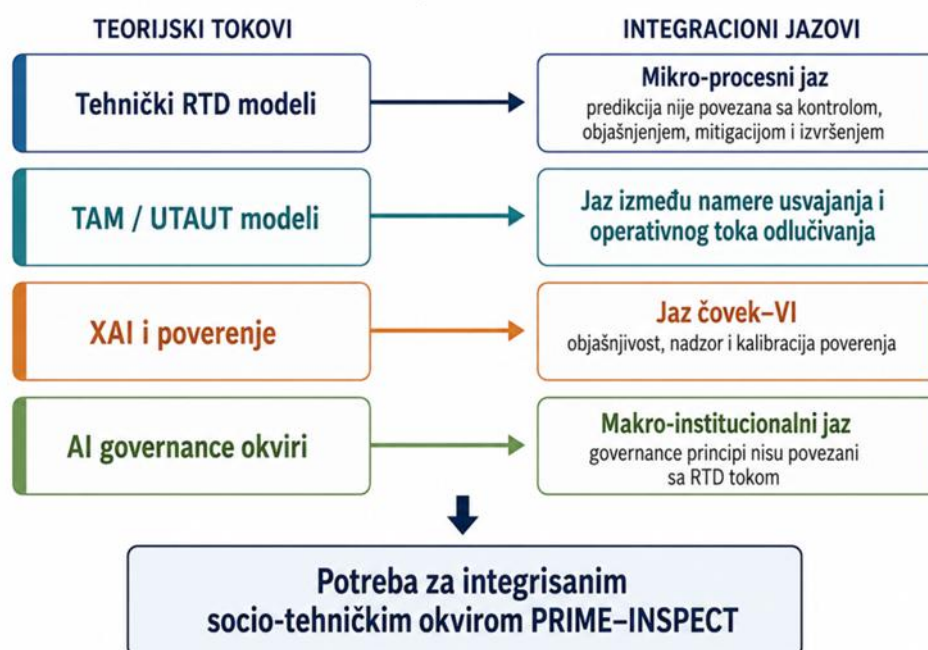 TEORIJSKI TOKOVI
INTEGRACIONI JAZOVI
Tehnički RTD modeli
Mikro-procesni jaz
predikcija nije povezana sa kontrolom,
objašnjenjem, mitigacijom i izvršenjem
TAM / UTAUT modeli
Jaz između namere usvajanja i
operativnog toka odlučivanja
XAI i poverenje
Jaz čovek–VI
objašnjivost, nadzor i kalibracija poverenja
AI governance okviri
Makro-institucionalni jaz
governance principi nisu povezani
sa RTD tokom
Potreba za integrisanim
socio-tehničkim okvirom PRIME–INSPECT